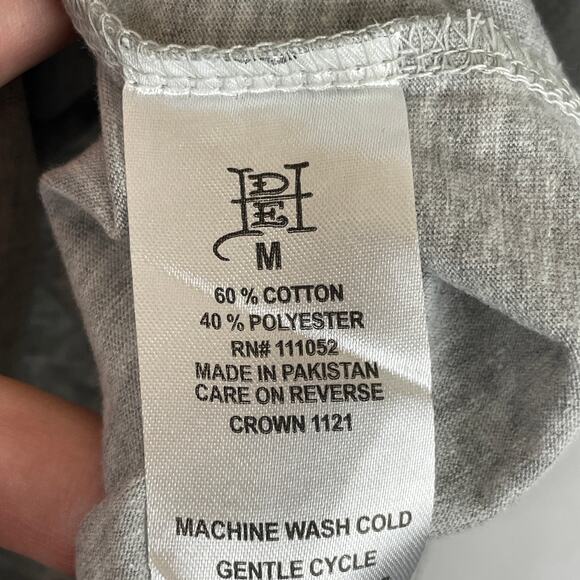 DE
H
M
60 % COTTON
40 % POLYESTER
RN# 111052
MADE IN PAKISTAN
CARE ON REVERSE
CROWN 1121
MACHINE WASH COLD
GENTLE CYCLE